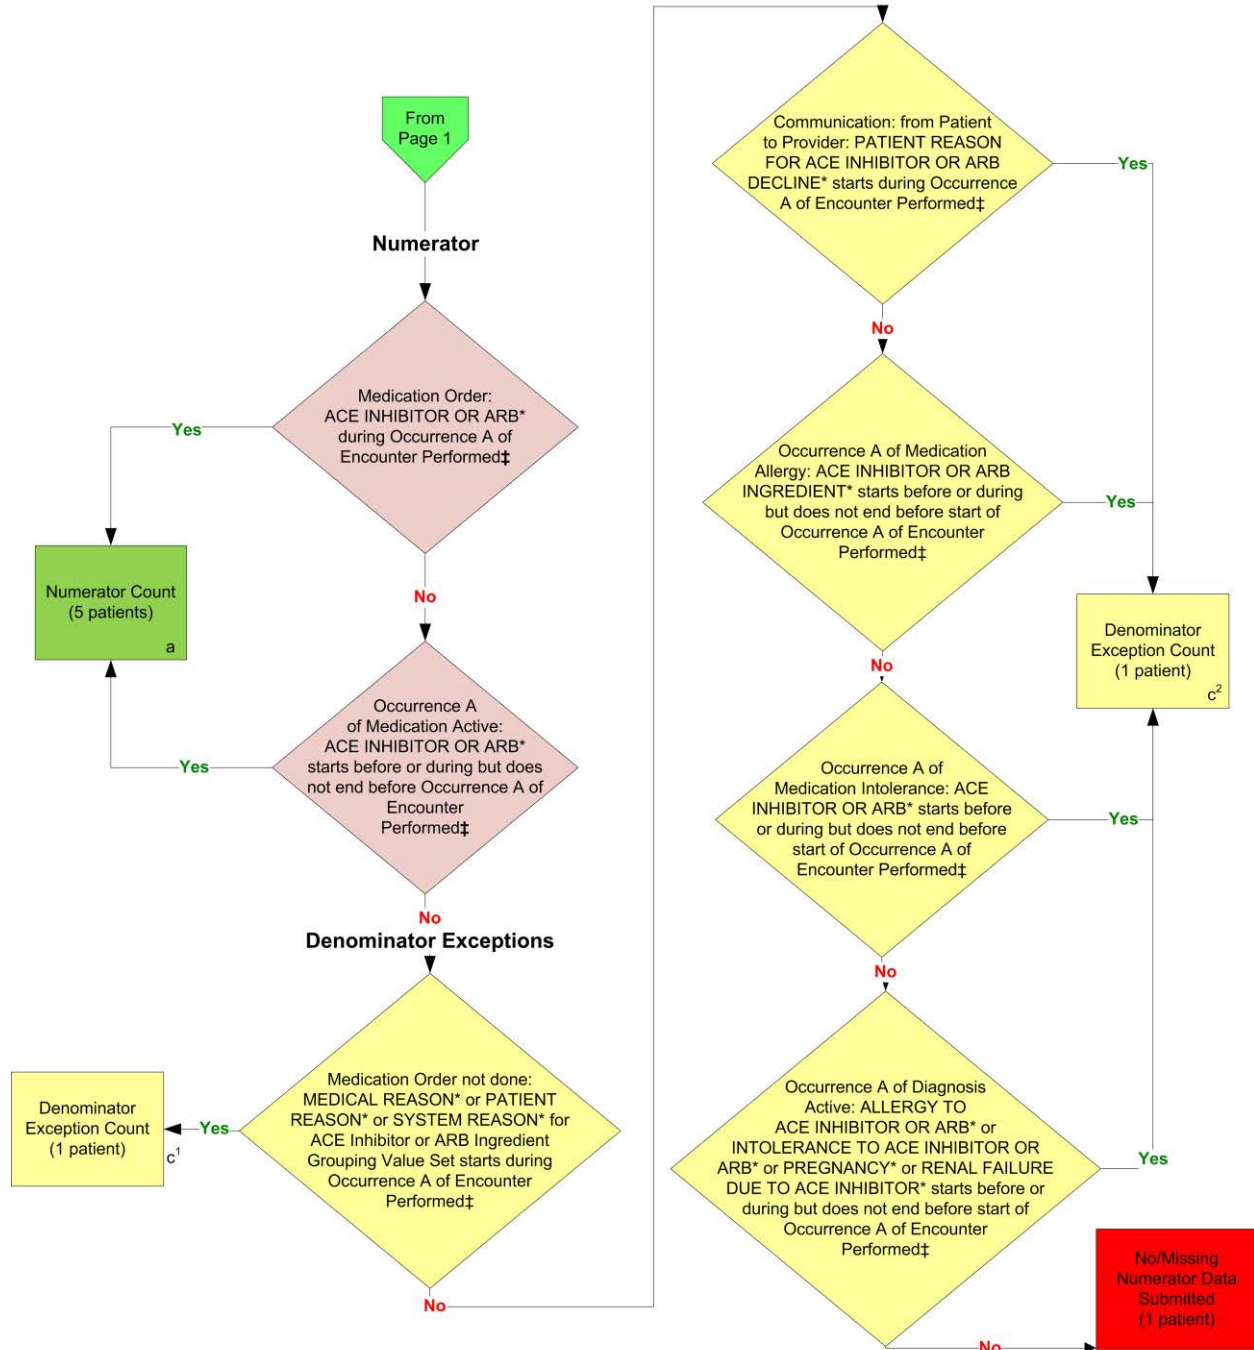 From
Page 1
Numerator
Medication Order:
ACE INHIBITOR OR ARB*
during Occurrence A of
Encounter Performed‡
Yes
No
Numerator Count
(5 patients)
a
Occurrence A
of Medication Active:
ACE INHIBITOR OR ARB*
starts before or during but does
not end before Occurrence A of
Encounter
Performed‡
Yes
No
Denominator Exceptions
Medication Order not done:
MEDICAL REASON* or PATIENT
REASON* or SYSTEM REASON* for
ACE Inhibitor or ARB Ingredient
Grouping Value Set starts during
Occurrence A of Encounter
Performed‡
Yes
Denominator
Exception Count
(1 patient)
c¹
No
Communication: from Patient
to Provider: PATIENT REASON
FOR ACE INHIBITOR OR ARB
DECLINE* starts during Occurrence
A of Encounter Performed‡
Yes
No
Occurrence A of Medication
Allergy: ACE INHIBITOR OR ARB
INGREDIENT* starts before or during
but does not end before start of
Occurrence A of Encounter
Performed‡
Yes
No
Denominator
Exception Count
(1 patient)
c²
Occurrence A of
Medication Intolerance: ACE
INHIBITOR OR ARB* starts before
or during but does not end before
start of Occurrence A of
Encounter Performed‡
Yes
No
Occurrence A of Diagnosis
Active: ALLERGY TO
ACE INHIBITOR OR ARB* or
INTOLERANCE TO ACE INHIBITOR OR
ARB* or PREGNANCY* or RENAL FAILURE
DUE TO ACE INHIBITOR* starts before or
during but does not end before start of
Occurrence A of Encounter
Performed‡
Yes
No
No/Missing
Numerator Data
Submitted
(1 patient)